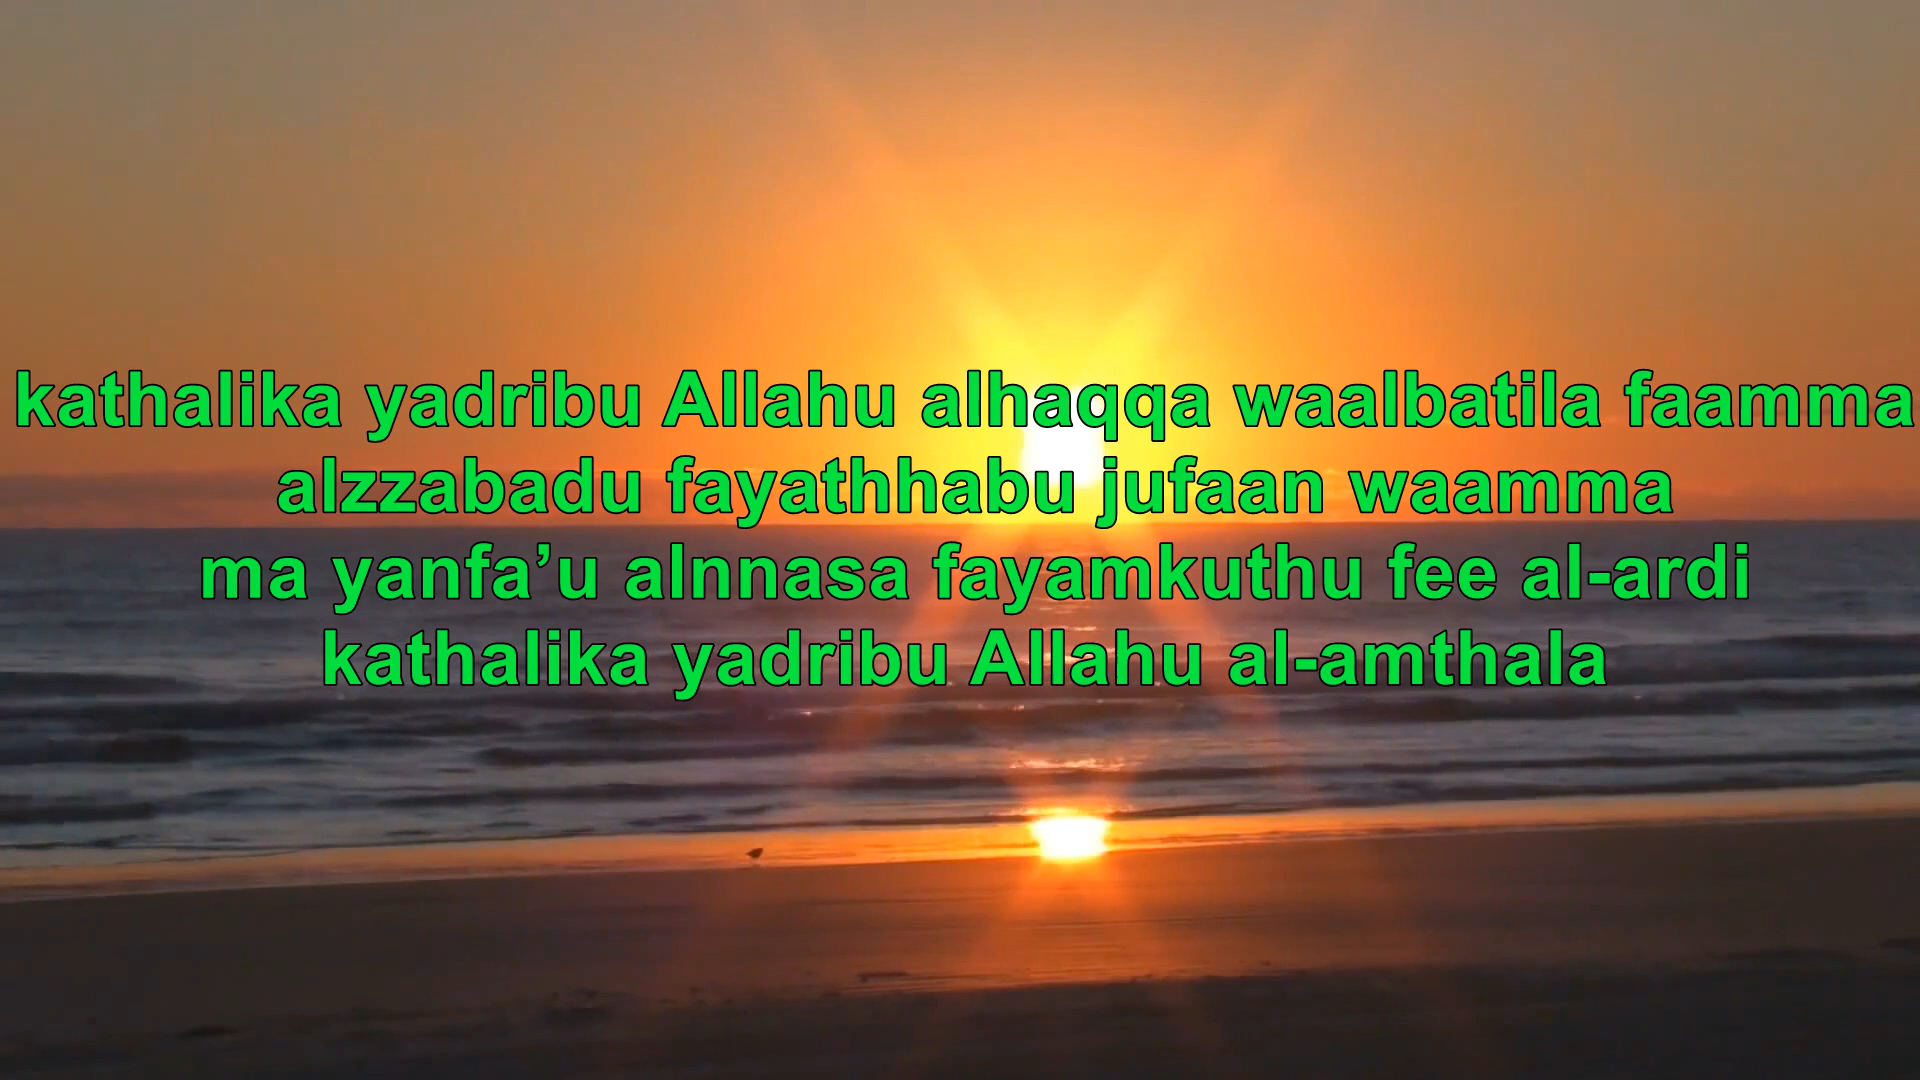 kathalika yadribu Allahu alhaqqa waalbatila faamma
alzzabadu fayathhabu jufaan waamma
ma yanfa’u alnnasa fayamkuthu fee al-ardi
kathalika yadribu Allahu al-amthala